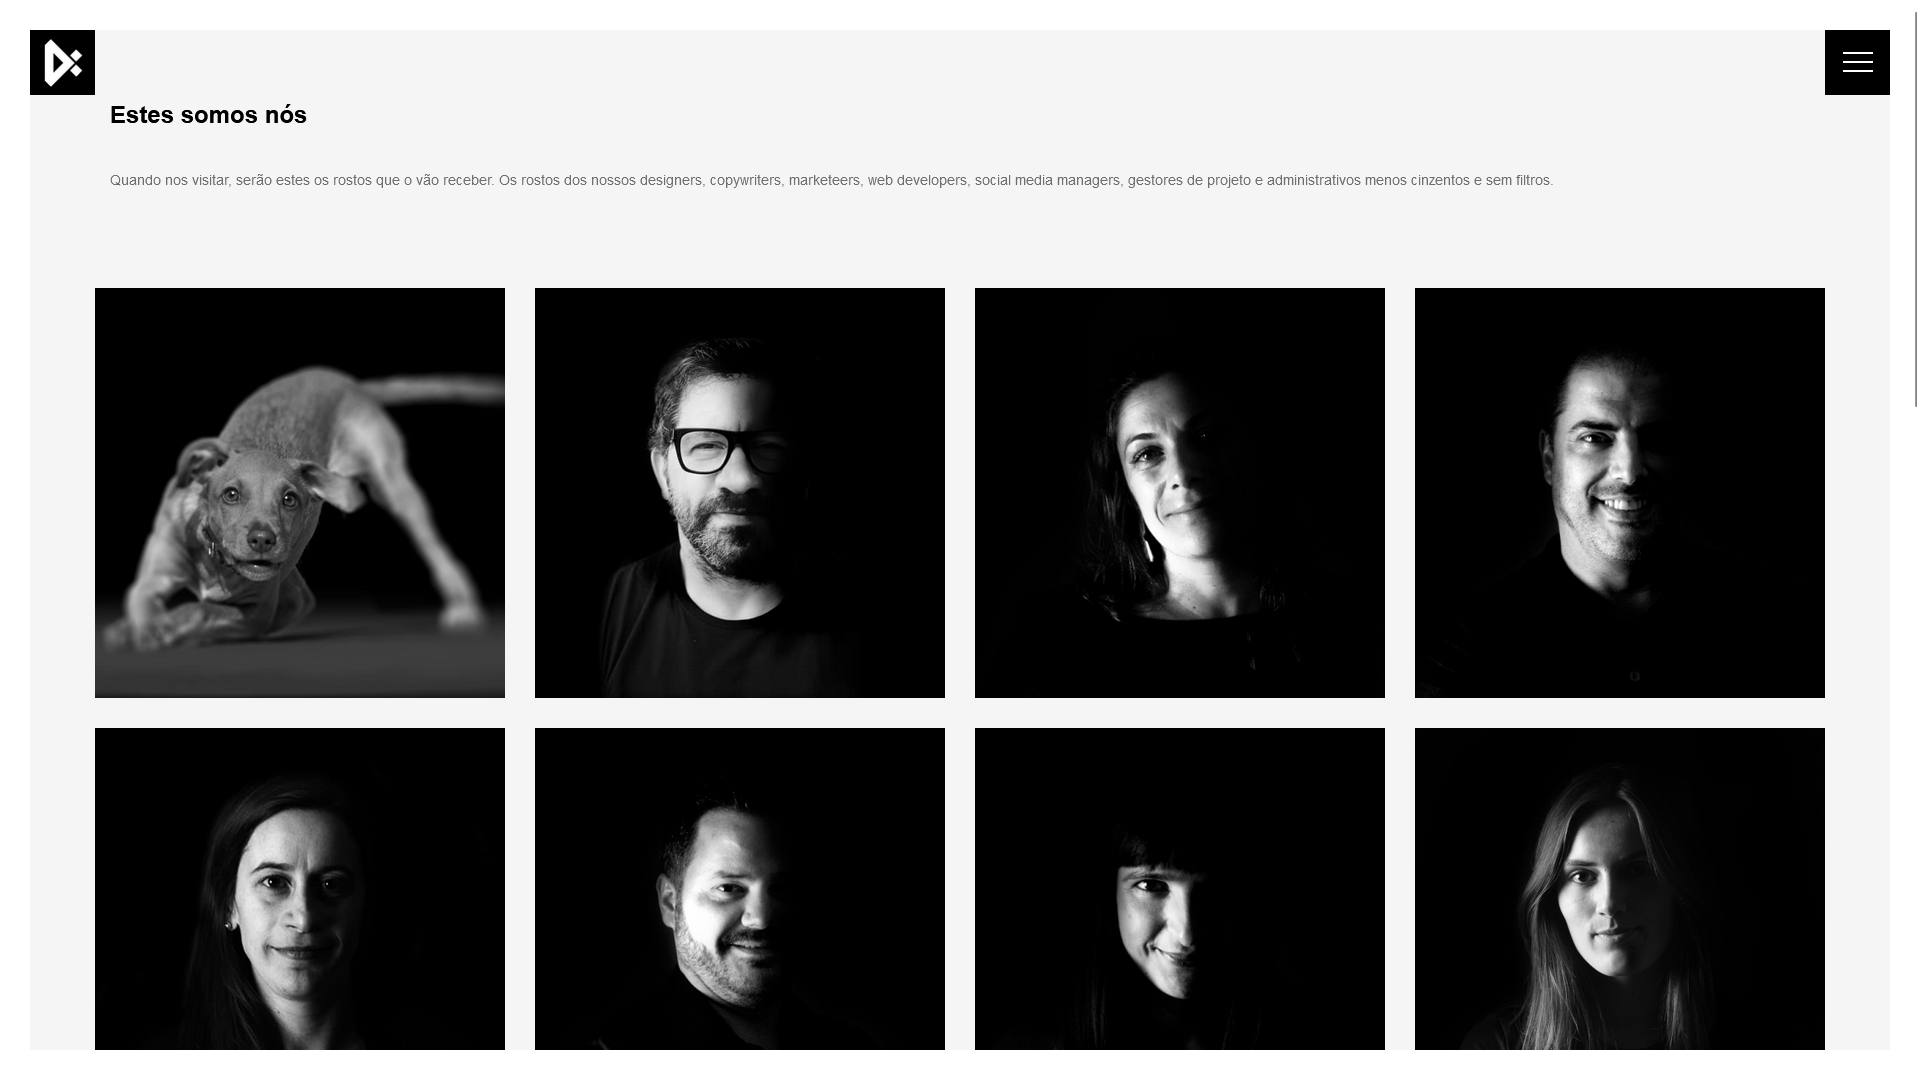 Estes somos nós
Quando nos visitar, serão estes os rostos que o vão receber. Os rostos dos nossos designers, copywriters, marketeers, web developers, social media managers, gestores de projeto e administrativos menos cinzentos e sem filtros.